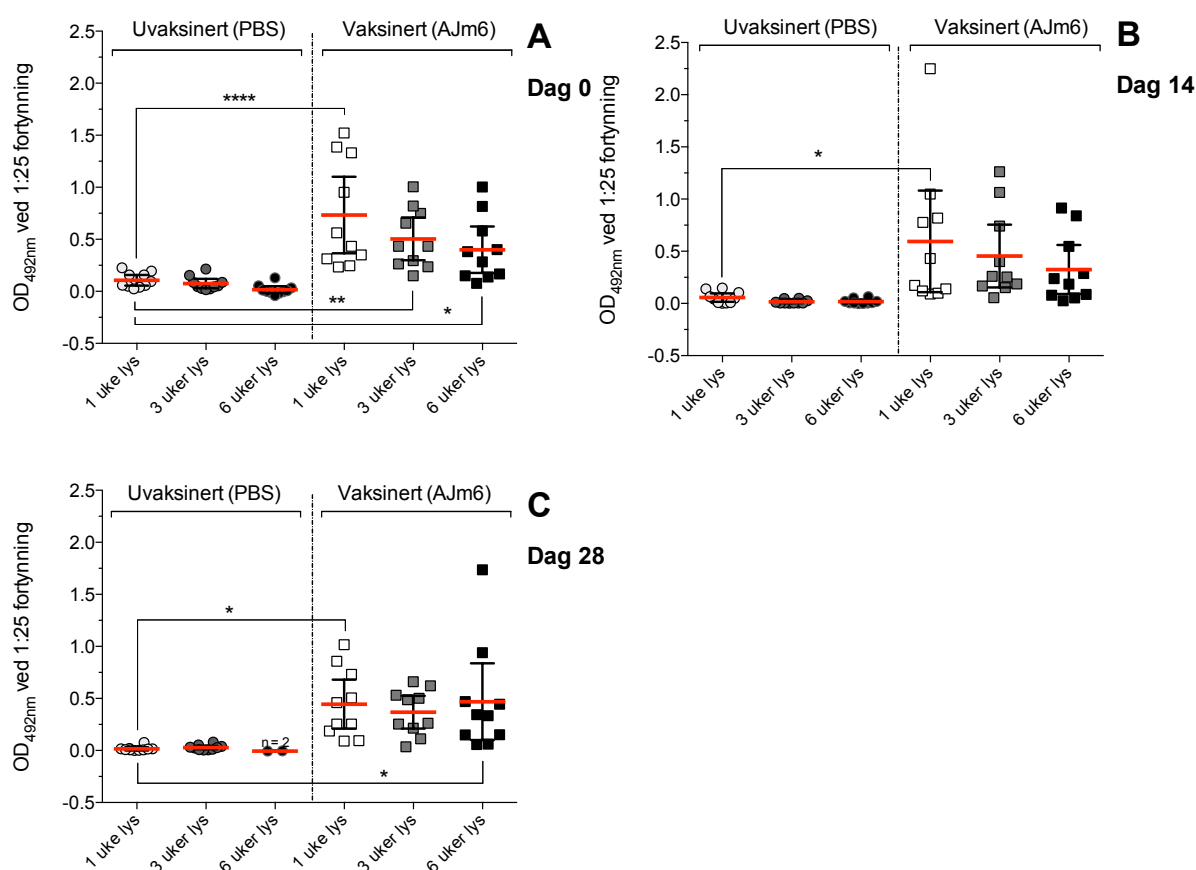 Uvaksinert (PBS) Vaksinert (AJm6) A
Dag 0
OD492nm ved 1:25 fortynning
2.5
2.0
1.5
1.0
0.5
0.0
-0.5
****
**
*
1 uke lys 3 uker lys 6 uker lys 1 uke lys 3 uker lys 6 uker lys
Uvaksinert (PBS) Vaksinert (AJm6) B
Dag 14
OD492nm ved 1:25 fortynning
2.5
2.0
1.5
1.0
0.5
0.0
-0.5
*
1 uke lys 3 uker lys 6 uker lys 1 uke lys 3 uker lys 6 uker lys
Uvaksinert (PBS) Vaksinert (AJm6) C
Dag 28
OD492nm ved 1:25 fortynning
2.5
2.0
1.5
1.0
0.5
0.0
-0.5
*
n=2
*
1 uke lys 3 uker lys 6 uker lys 1 uke lys 3 uker lys 6 uker lys